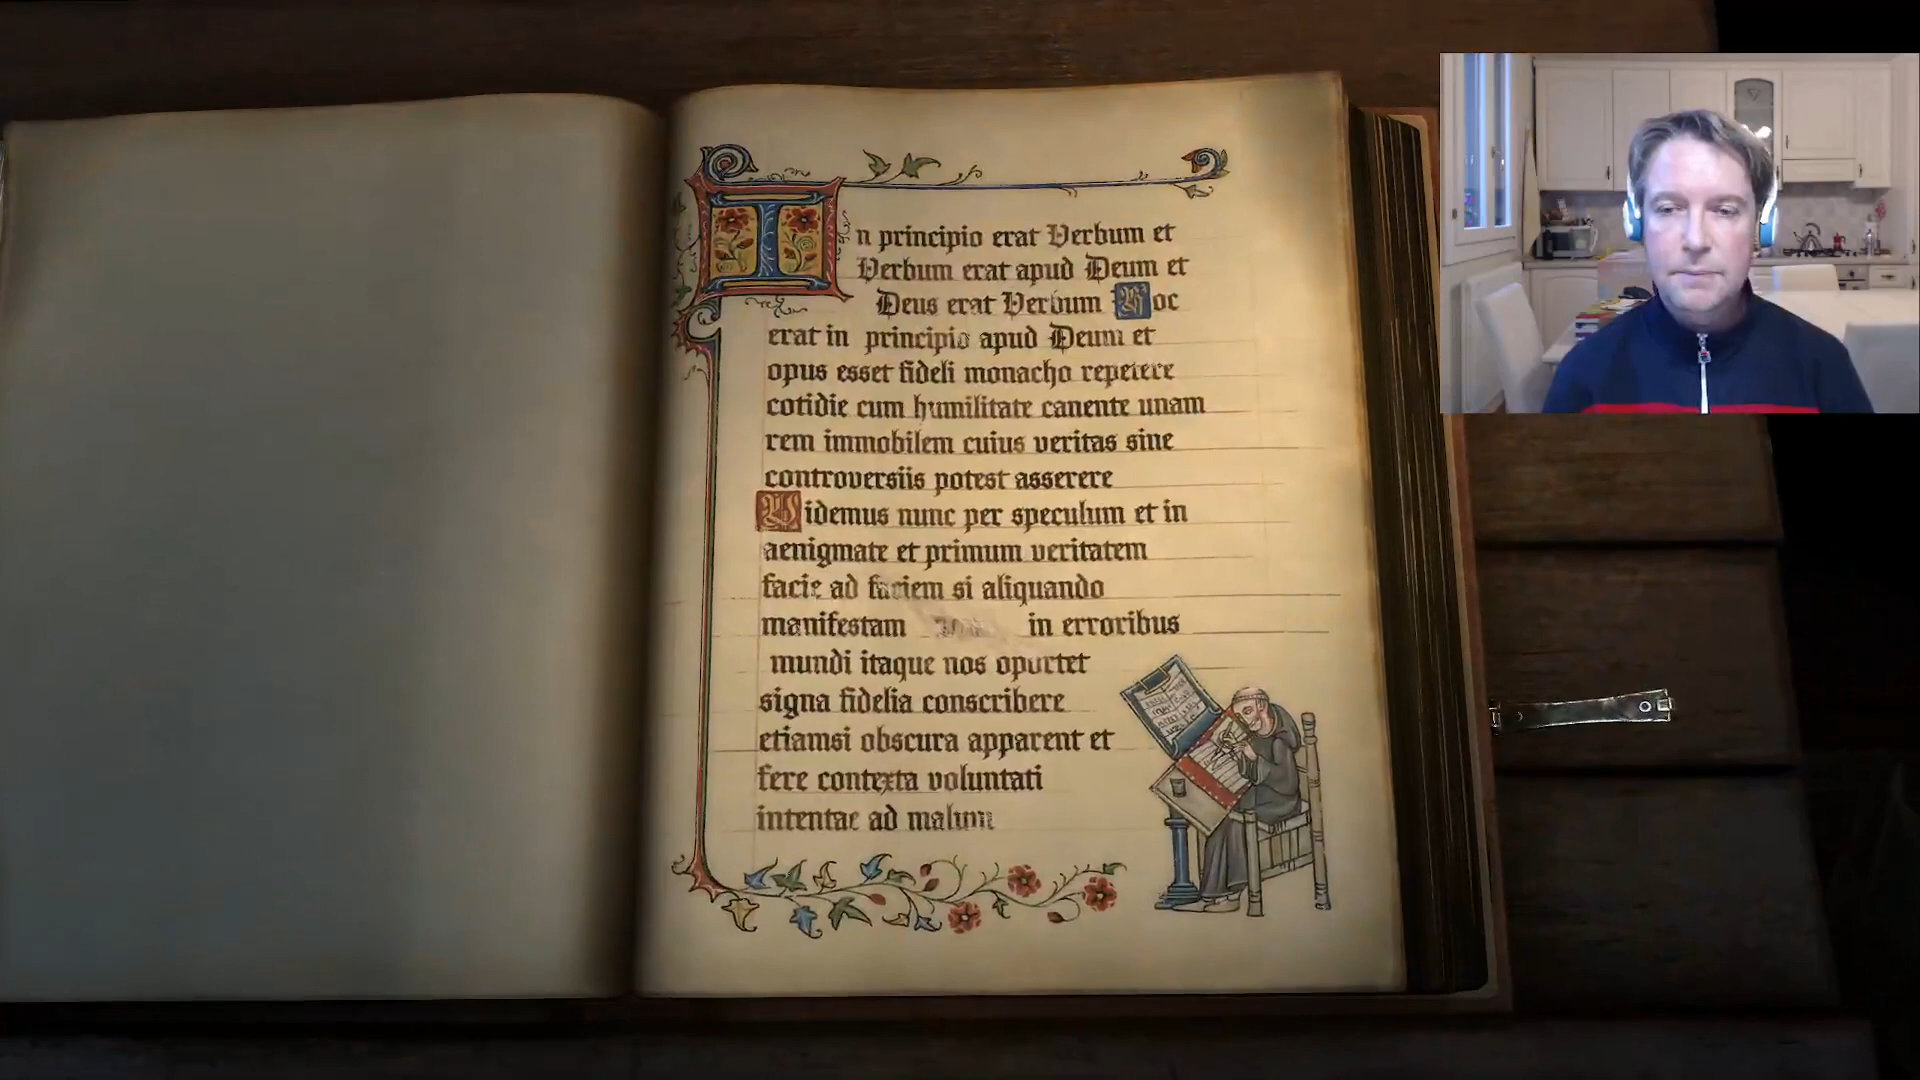 In principio erat Verbum et
Verbum erat apud Deum et
Deus erat Verbum Hoc
erat in principio apud Deum et
opus esset fideli monacho repetere
cotidie cum humilitate canente unam
rem immobilem cuius veritas sine
controversiis potest asserere
Videmus nunc per speculum et in
aenigmate et primum veritatem
facie ad faciem si aliquando
manifestam in erroribus
mundi itaque nos oportet
signa fidelia conscribere
etiamsi obscura apparent et
fere contexta voluntati
intentae ad malum